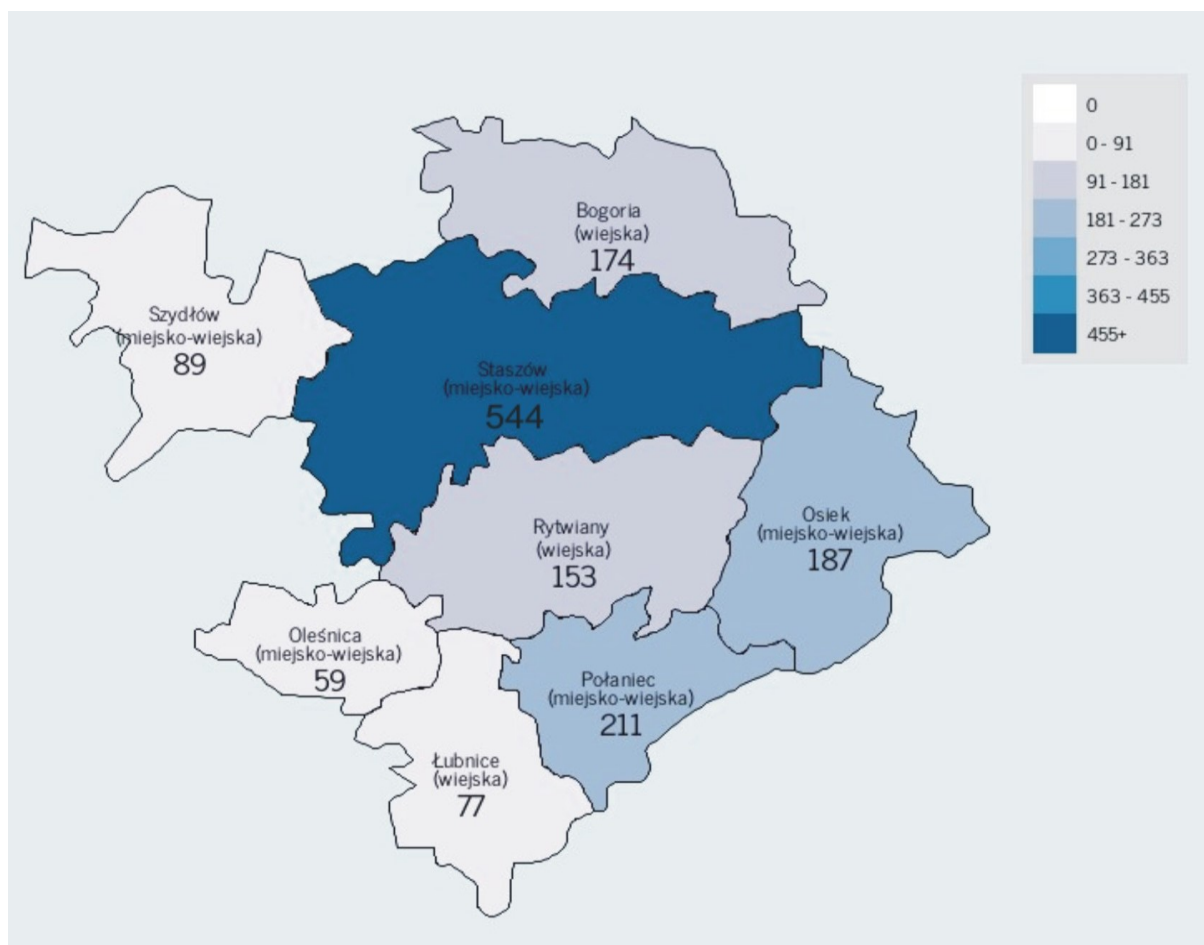 Bogoria
(wiejska)
174
Szydłów
(miejsko-wiejska)
89
Staszów
(miejsko-wiejska)
544
Rytwiany
(wiejska)
153
Osiek
(miejsko-wiejska)
187
Oleśnica
(miejsko-wiejska)
59
Połaniec
(miejsko-wiejska)
211
Łubnice
(wiejska)
77
0
0 - 91
91 - 181
181 - 273
273 - 363
363 - 455
455+